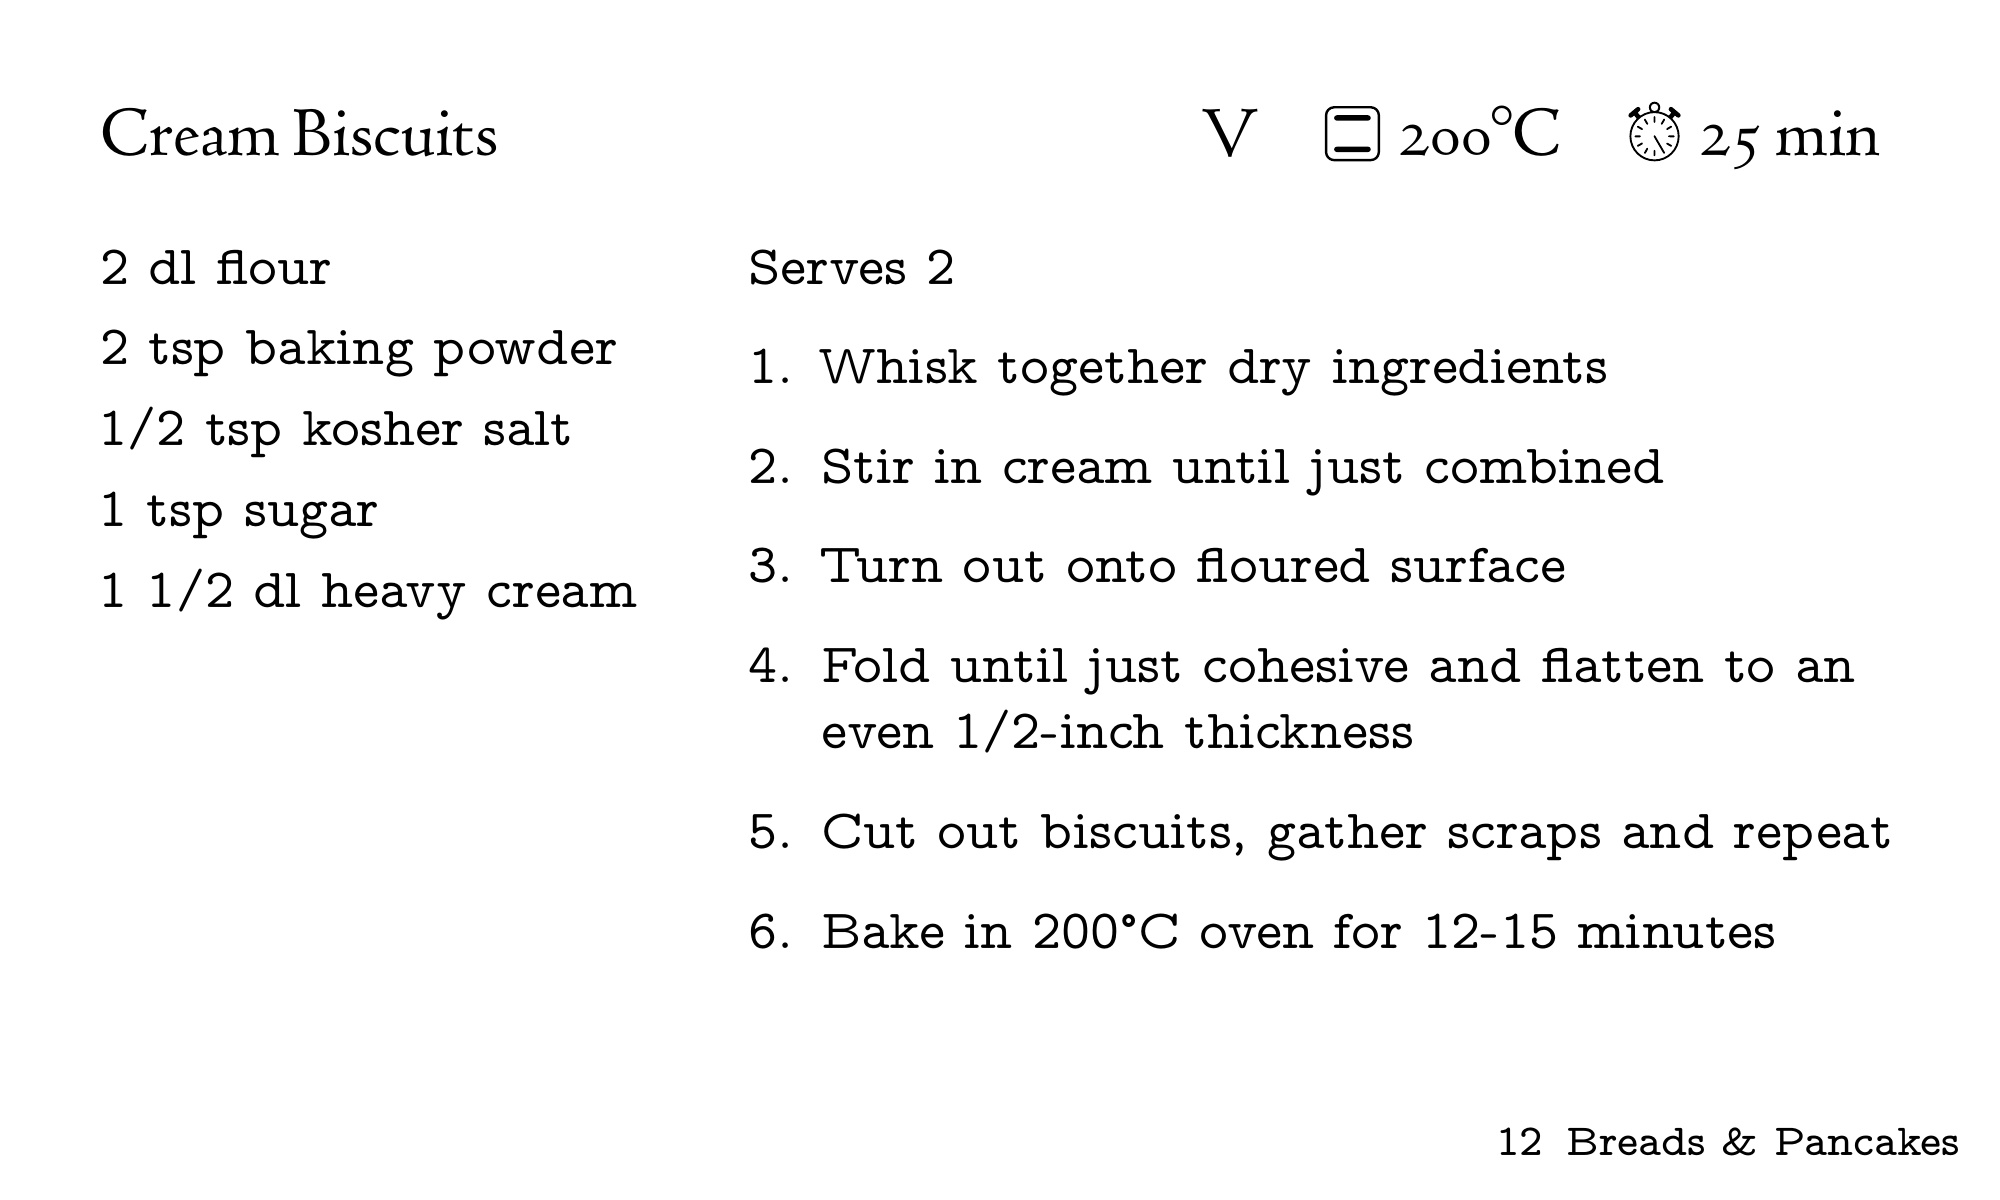 Cream Biscuits
V 200°C 25 min
2 dl flour
2 tsp baking powder
1/2 tsp kosher salt
1 tsp sugar
1 1/2 dl heavy cream
Serves 2
1. Whisk together dry ingredients
2. Stir in cream until just combined
3. Turn out onto floured surface
4. Fold until just cohesive and flatten to an
even 1/2-inch thickness
5. Cut out biscuits, gather scraps and repeat
6. Bake in 200°C oven for 12-15 minutes
12 Breads & Pancakes